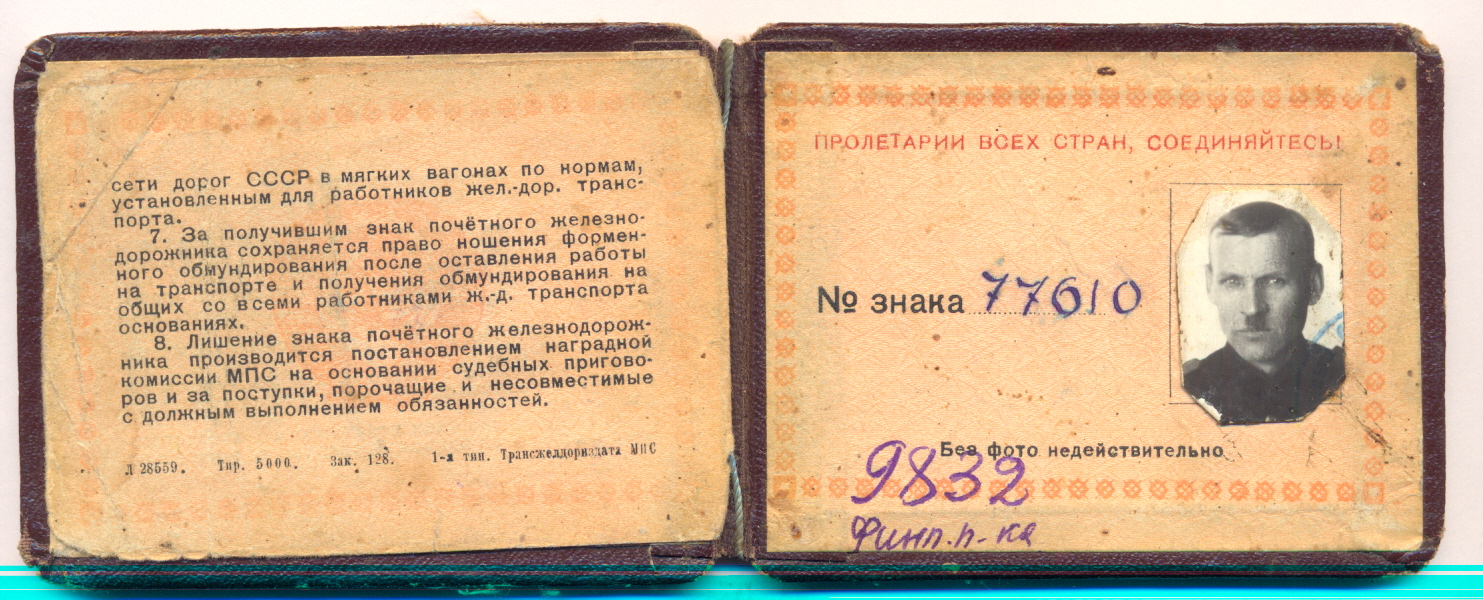 сети дорог СССР в мягких вагонах по нормам,
установленным для работников жел.-дор. транс-
порта.
7. За получившим знак почётного железно-
дорожника сохраняется право ношения формен-
ного обмундирования после оставления работы
на транспорте и получения обмундирования на
общих со всеми работниками ж.-д. транспорта
основаниях.
8. Лишение знака почётного железнодорож-
ника производится постановлением наградной
комиссии МПС на основании судебных пригово-
ров и за поступки, порочащие и несовместимые
с должным выполнением обязанностей.
Л 28559. Тир. 5000. Зак. 128. 1-я тип. Трансжелдориздата МПС
ПРОЛЕТАРИИ ВСЕХ СТРАН, СОЕДИНЯЙТЕСЬ!
№ знака 77610
Без фото недействительно
9832